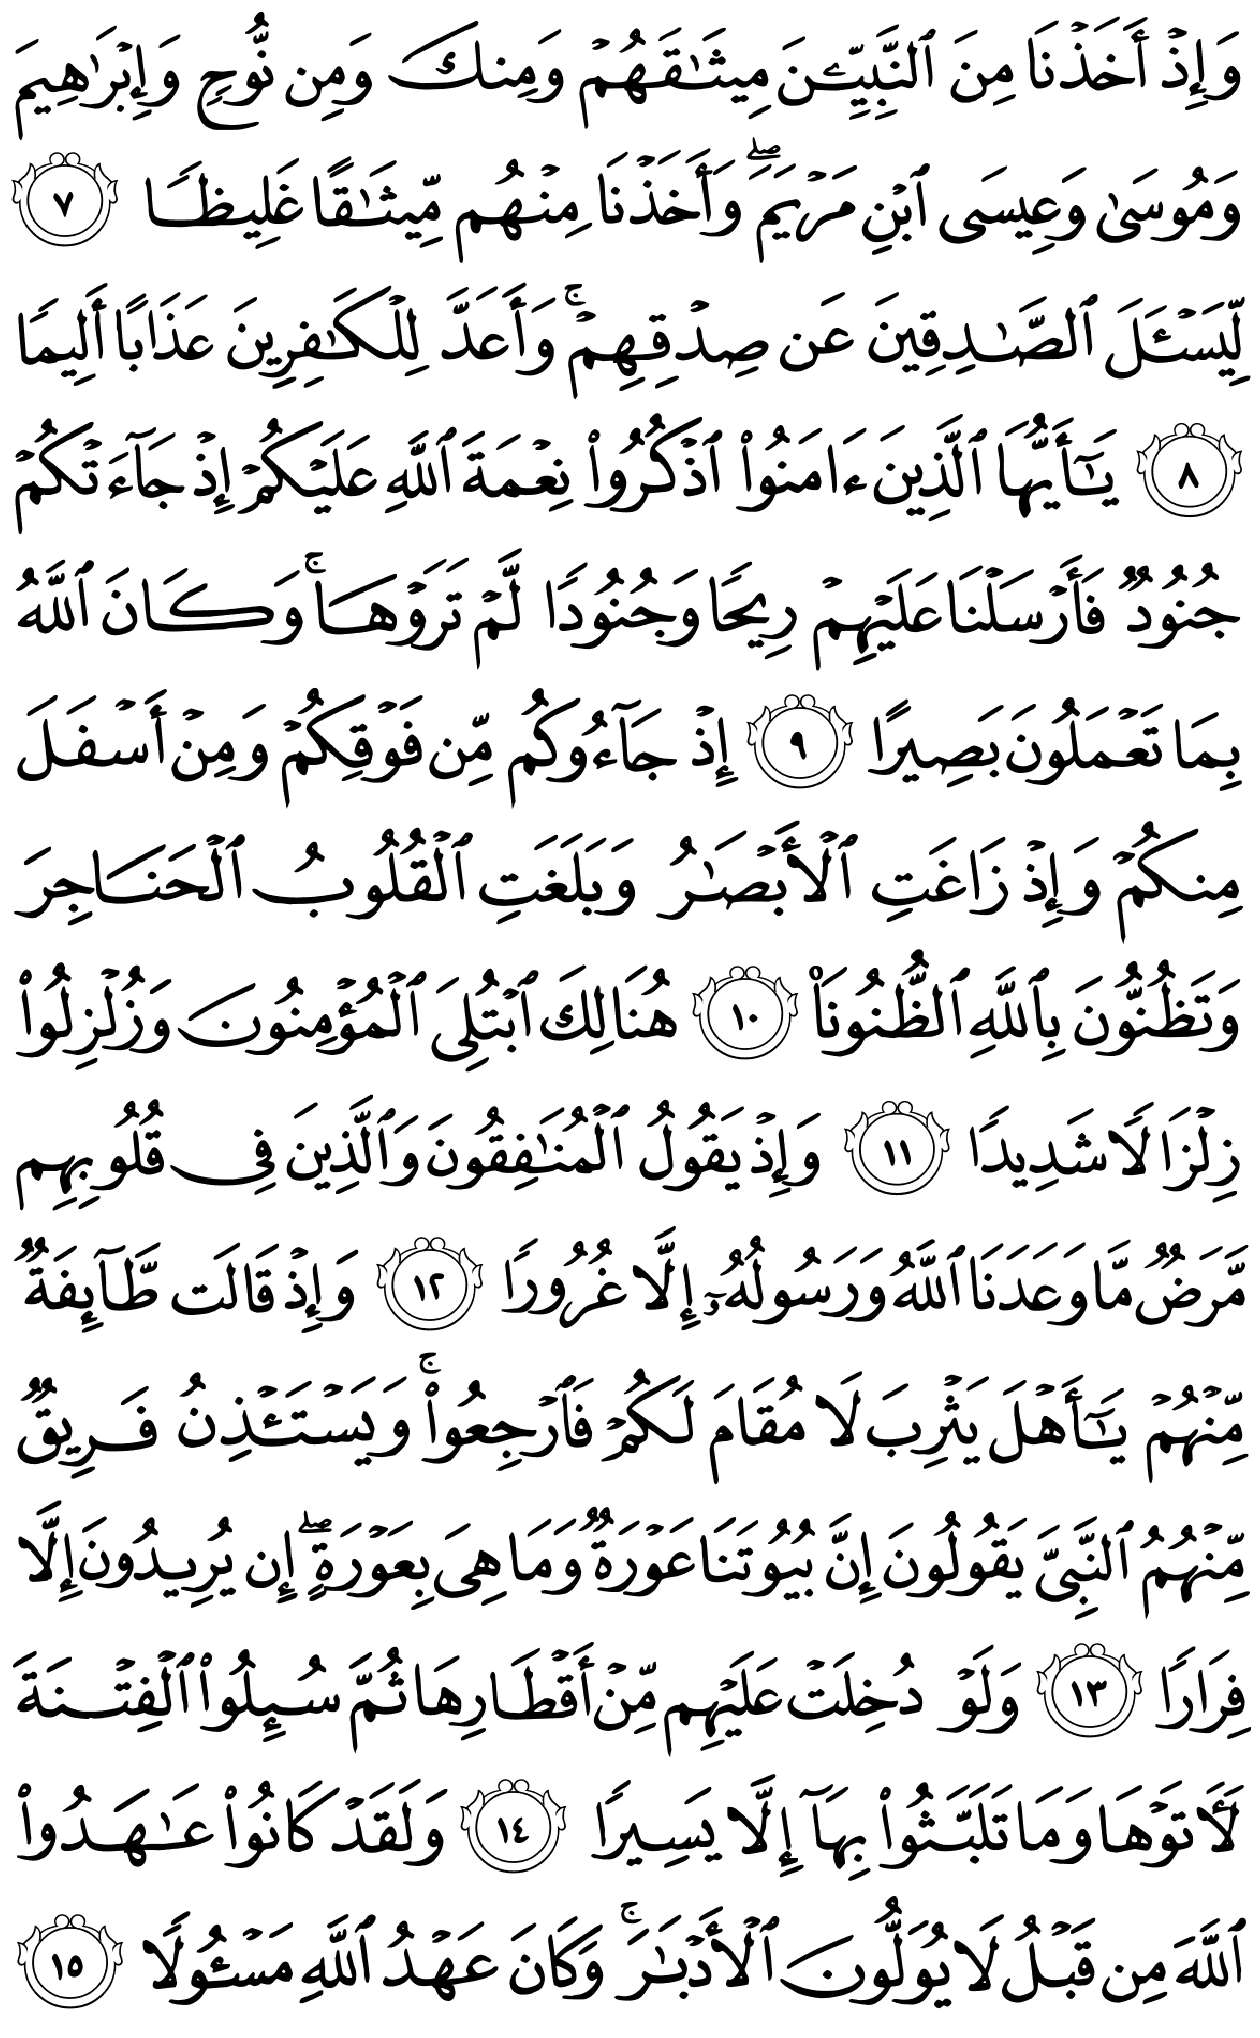 وَإِذْ أَخَذْنَا مِنَ ٱلنَّبِيِّـۧنَ مِيثَـٰقَهُمْ وَمِنكَ وَمِن نُّوحٍ وَإِبْرَٰهِيمَ
وَمُوسَىٰ وَعِيسَى ٱبْنِ مَرْيَمَ ۖ وَأَخَذْنَا مِنْهُم مِّيثَـٰقًا غَلِيظًا ٧
لِّيَسْـَٔلَ ٱلصَّـٰدِقِينَ عَن صِدْقِهِمْ ۚ وَأَعَدَّ لِلْكَـٰفِرِينَ عَذَابًا أَلِيمًا
٨ يَـٰٓأَيُّهَا ٱلَّذِينَ ءَامَنُوا۟ ٱذْكُرُوا۟ نِعْمَةَ ٱللَّهِ عَلَيْكُمْ إِذْ جَآءَتْكُمْ
جُنُودٌ فَأَرْسَلْنَا عَلَيْهِمْ رِيحًا وَجُنُودًا لَّمْ تَرَوْهَا ۚ وَكَانَ ٱللَّهُ
بِمَا تَعْمَلُونَ بَصِيرًا ٩ إِذْ جَآءُوكُم مِّن فَوْقِكُمْ وَمِنْ أَسْفَلَ
مِنكُمْ وَإِذْ زَاغَتِ ٱلْأَبْصَـٰرُ وَبَلَغَتِ ٱلْقُلُوبُ ٱلْحَنَاجِرَ
وَتَظُنُّونَ بِٱللَّهِ ٱلظُّنُونَا۠ ١٠ هُنَالِكَ ٱبْتُلِىَ ٱلْمُؤْمِنُونَ وَزُلْزِلُوا۟
زِلْزَالًا شَدِيدًا ١١ وَإِذْ يَقُولُ ٱلْمُنَـٰفِقُونَ وَٱلَّذِينَ فِى قُلُوبِهِم
مَّرَضٌ مَّا وَعَدَنَا ٱللَّهُ وَرَسُولُهُۥٓ إِلَّا غُرُورًا ١٢ وَإِذْ قَالَت طَّآئِفَةٌ
مِّنْهُمْ يَـٰٓأَهْلَ يَثْرِبَ لَا مُقَامَ لَكُمْ فَٱرْجِعُوا۟ ۚ وَيَسْتَـْٔذِنُ فَرِيقٌ
مِّنْهُمُ ٱلنَّبِىَّ يَقُولُونَ إِنَّ بُيُوتَنَا عَوْرَةٌ وَمَا هِىَ بِعَوْرَةٍ ۖ إِن يُرِيدُونَ إِلَّا
فِرَارًا ١٣ وَلَوْ دُخِلَتْ عَلَيْهِم مِّنْ أَقْطَارِهَا ثُمَّ سُئِلُوا۟ ٱلْفِتْنَةَ
لَـَٔاتَوْهَا وَمَا تَلَبَّثُوا۟ بِهَآ إِلَّا يَسِيرًا ١٤ وَلَقَدْ كَانُوا۟ عَـٰهَدُوا۟
ٱللَّهَ مِن قَبْلُ لَا يُوَلُّونَ ٱلْأَدْبَـٰرَ ۚ وَكَانَ عَهْدُ ٱللَّهِ مَسْـُٔولًا ١٥